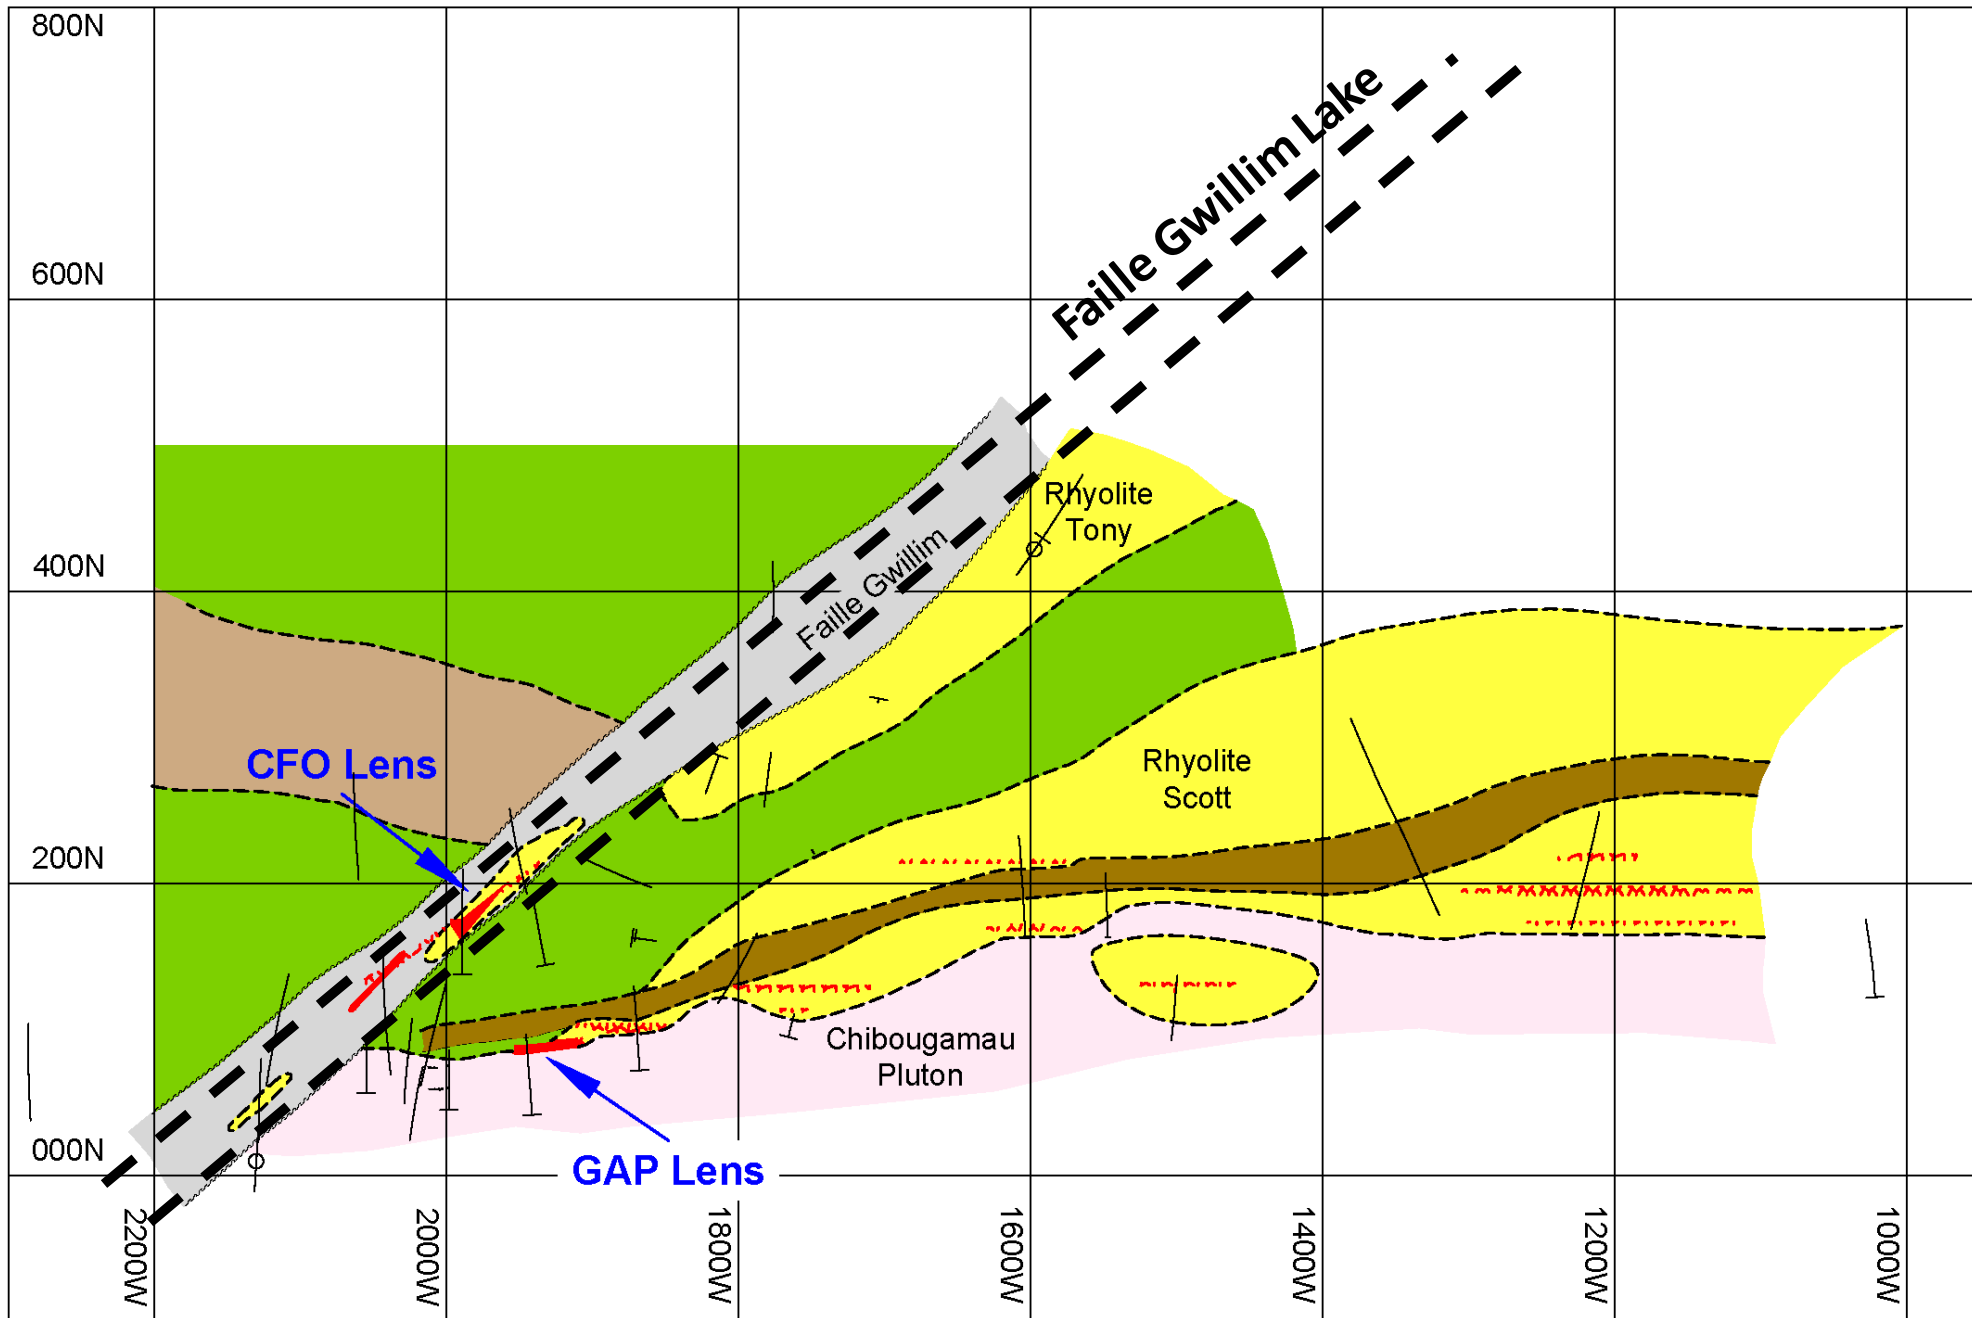 800N
600N
400N
200N
000N
Faille Gwillim Lake
Faille Gwillim
Rhyolite
Tony
Rhyolite
Scott
CFO Lens
Chibougamau
Pluton
GAP Lens
2200W
2000W
1800W
1600W
1400W
1200W
1000W